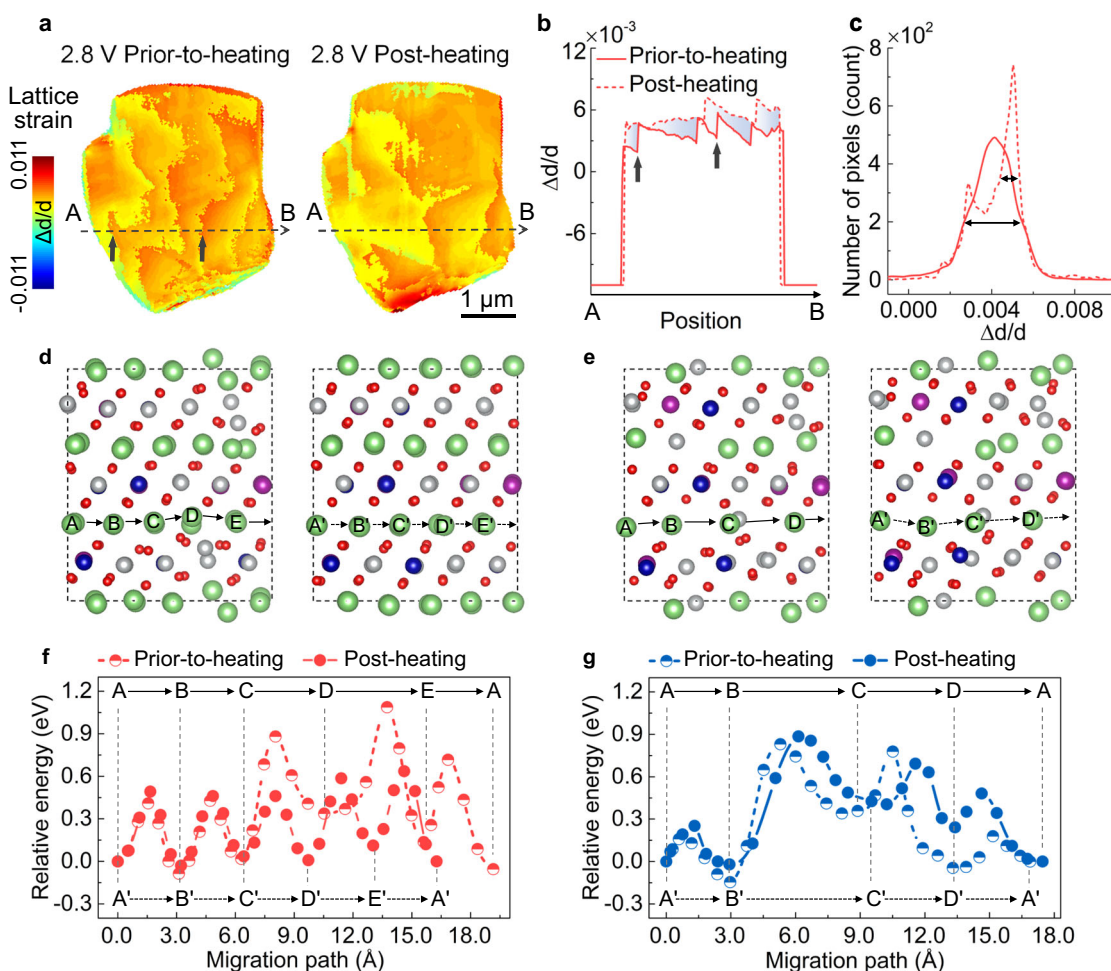 a
2.8 V Prior-to-heating
2.8 V Post-heating
Lattice
strain
0.011
Δd/d
-0.011
A
B
A
B
1 µm
b
×10⁻³
Prior-to-heating
Post-heating
12
6
0
-6
Δd/d
A
Position
B
c
×10²
8
6
4
2
0
Number of pixels (count)
0.000
0.004
0.008
Δd/d
d
A
B
C
D
E
A'
B'
C'
D'
E'
e
A
B
C
D
A'
B'
C'
D'
f
Prior-to-heating
Post-heating
A
B
C
D
E
A
1.2
0.9
0.6
0.3
0.0
-0.3
Relative energy (eV)
A'
B'
C'
D'
E'
A'
0.0
3.0
6.0
9.0
12.0
15.0
18.0
Migration path (Å)
g
Prior-to-heating
Post-heating
A
B
C
D
A
1.2
0.9
0.6
0.3
0.0
-0.3
Relative energy (eV)
A'
B'
C'
D'
A'
0.0
3.0
6.0
9.0
12.0
15.0
18.0
Migration path (Å)